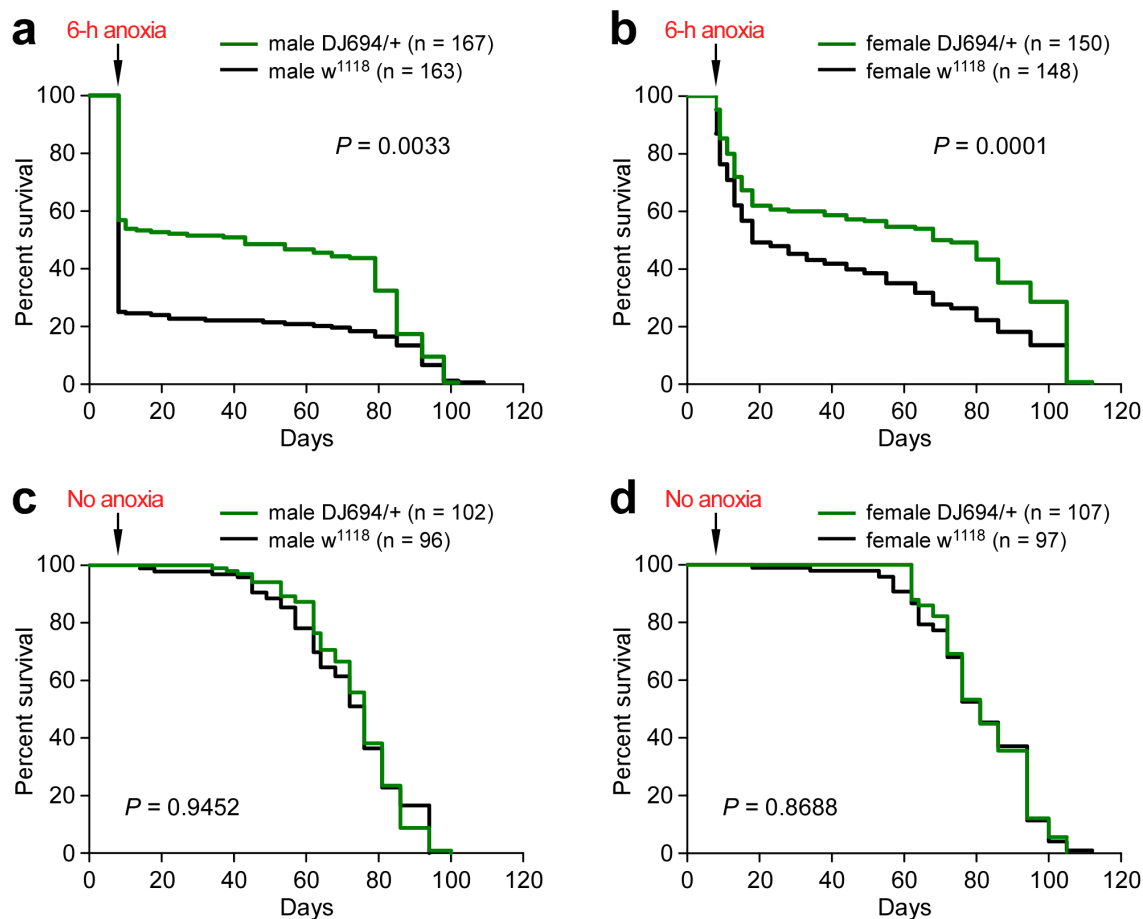 a
6-h anoxia
male DJ694/+ (n = 167)
male w1118 (n = 163)
P = 0.0033
Percent survival
100
80
60
40
20
0
0 20 40 60 80 100 120
Days
b
6-h anoxia
female DJ694/+ (n = 150)
female w1118 (n = 148)
P = 0.0001
Percent survival
100
80
60
40
20
0
0 20 40 60 80 100 120
Days
c
No anoxia
male DJ694/+ (n = 102)
male w1118 (n = 96)
P = 0.9452
Percent survival
100
80
60
40
20
0
0 20 40 60 80 100 120
Days
d
No anoxia
female DJ694/+ (n = 107)
female w1118 (n = 97)
P = 0.8688
Percent survival
100
80
60
40
20
0
0 20 40 60 80 100 120
Days